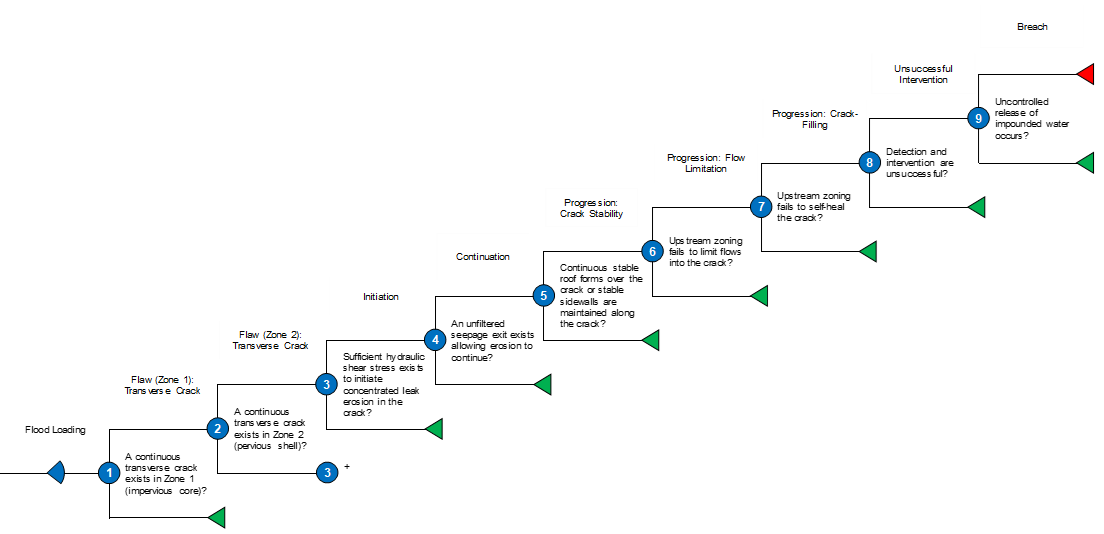 Breach
Unsuccessful
Intervention
9
Uncontrolled
release of
impounded water
occurs?
Progression: Crack-
Filling
8
Detection and
intervention are
unsuccessful?
Progression: Flow
Limitation
7
Upstream zoning
fails to self-heal
the crack?
Progression:
Crack Stability
6
Upstream zoning
fails to limit flows
into the crack?
Continuation
5
Continuous stable
roof forms over the
crack or stable
sidewalls are
maintained along
the crack?
Initiation
4
An unfiltered
seepage exit exists
allowing erosion to
continue?
Flaw (Zone 2):
Transverse Crack
3
Sufficient hydraulic
shear stress exists
to initiate
concentrated leak
erosion in the
crack?
Flaw (Zone 1):
Transverse Crack
2
A continuous
transverse crack
exists in Zone 2
(pervious shell)?
3 +
Flood Loading
1
A continuous
transverse crack
exists in Zone 1
(impervious core)?